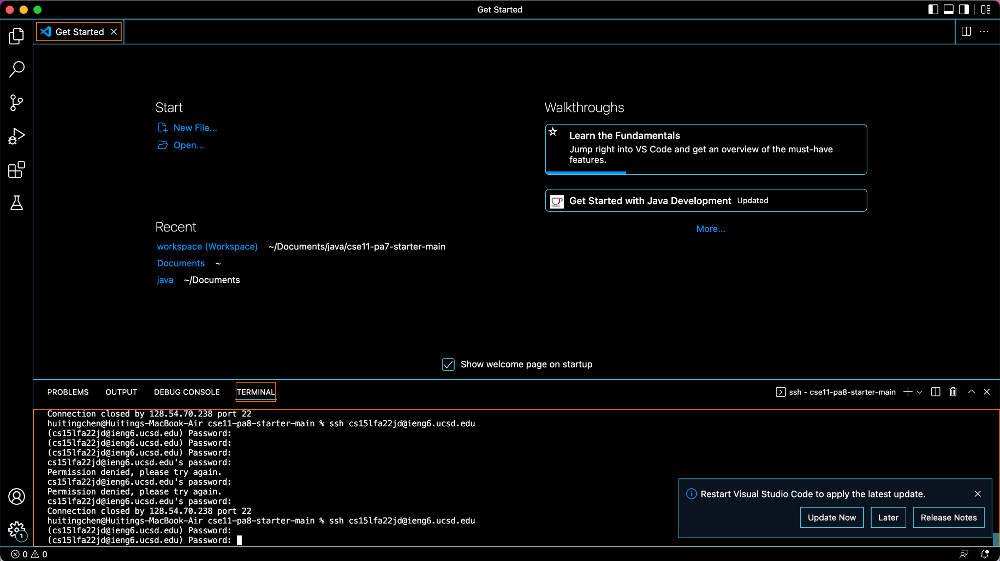 Get Started
Get Started
Start
New File...
Open...
Recent
workspace (Workspace) ~/Documents/java/cse11-pa7-starter-main
Documents ~
java ~/Documents
Walkthroughs
Learn the Fundamentals
Jump right into VS Code and get an overview of the must-have
features.
Get Started with Java Development Updated
More...
Show welcome page on startup
PROBLEMS OUTPUT DEBUG CONSOLE TERMINAL
ssh - cse11-pa8-starter-main
Connection closed by 128.54.70.238 port 22
huitingchen@Huitings-MacBook-Air cse11-pa8-starter-main % ssh cs15lfa22jd@ieng6.ucsd.edu
(cs15lfa22jd@ieng6.ucsd.edu) Password:
(cs15lfa22jd@ieng6.ucsd.edu) Password:
(cs15lfa22jd@ieng6.ucsd.edu) Password:
cs15lfa22jd@ieng6.ucsd.edu's password:
Permission denied, please try again.
cs15lfa22jd@ieng6.ucsd.edu's password:
Permission denied, please try again.
cs15lfa22jd@ieng6.ucsd.edu's password:
Connection closed by 128.54.70.238 port 22
huitingchen@Huitings-MacBook-Air cse11-pa8-starter-main % ssh cs15lfa22jd@ieng6.ucsd.edu
(cs15lfa22jd@ieng6.ucsd.edu) Password:
(cs15lfa22jd@ieng6.ucsd.edu) Password:
Restart Visual Studio Code to apply the latest update.
Update Now Later Release Notes
1
0 0